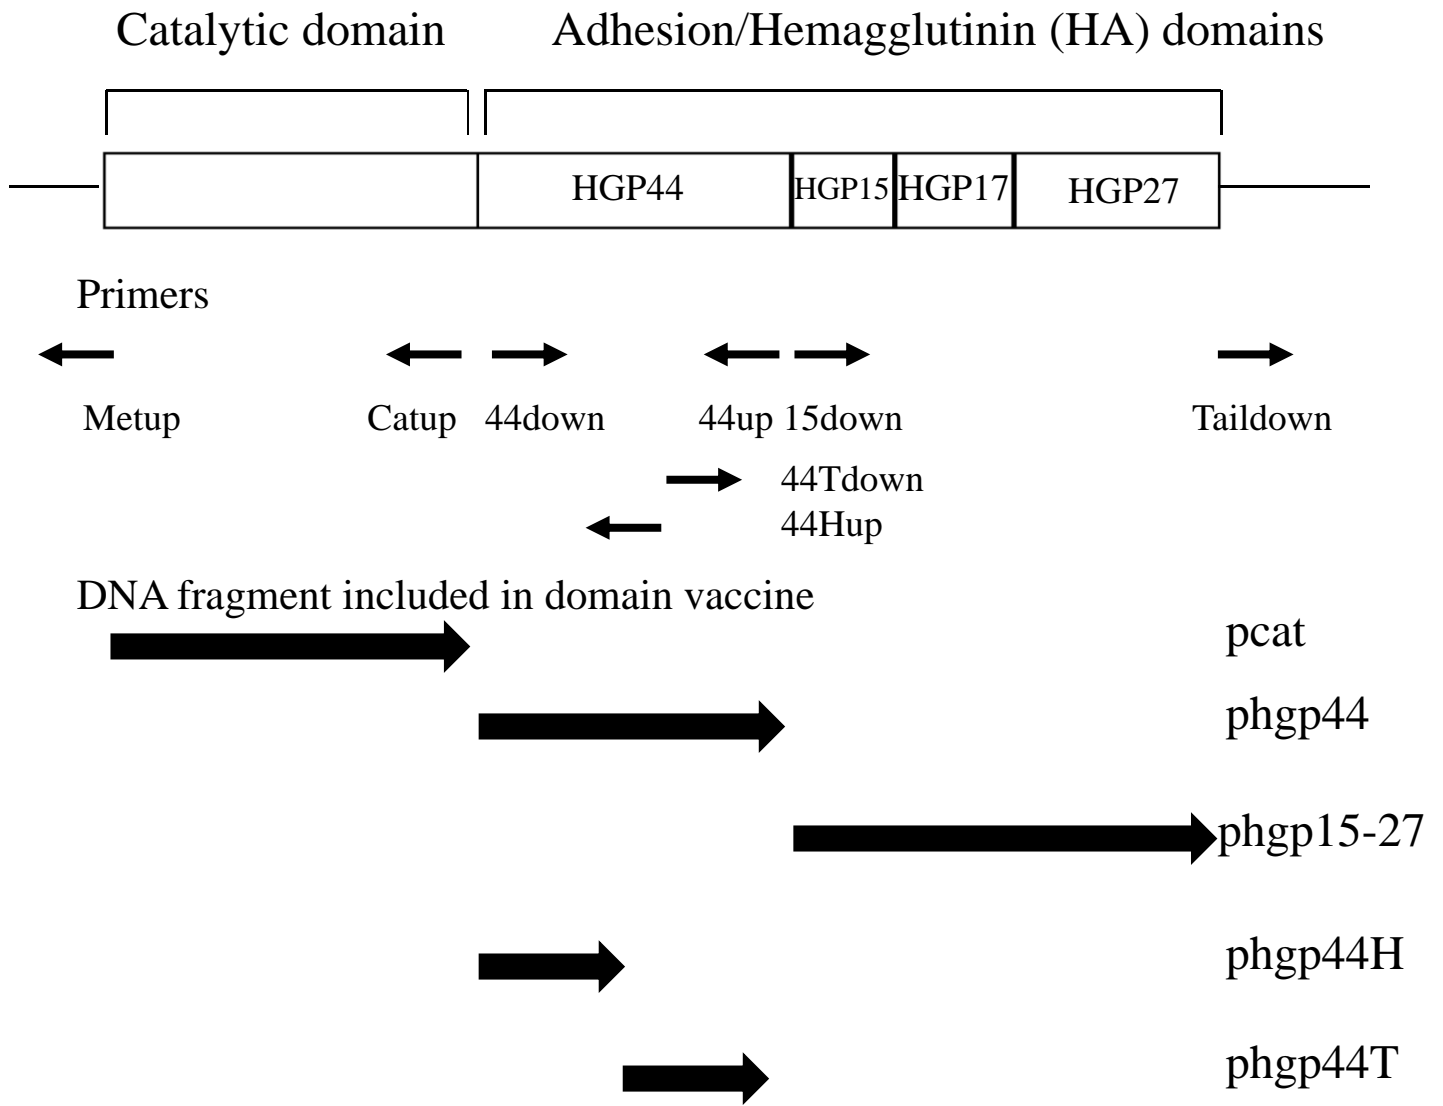 Catalytic domain Adhesion/Hemagglutinin (HA) domains
HGP44 HGP15 HGP17 HGP27
Primers
Metup Catup 44down 44up 15down Taildown
44Tdown
44Hup
DNA fragment included in domain vaccine
pcat
phgp44
phgp15-27
phgp44H
phgp44T